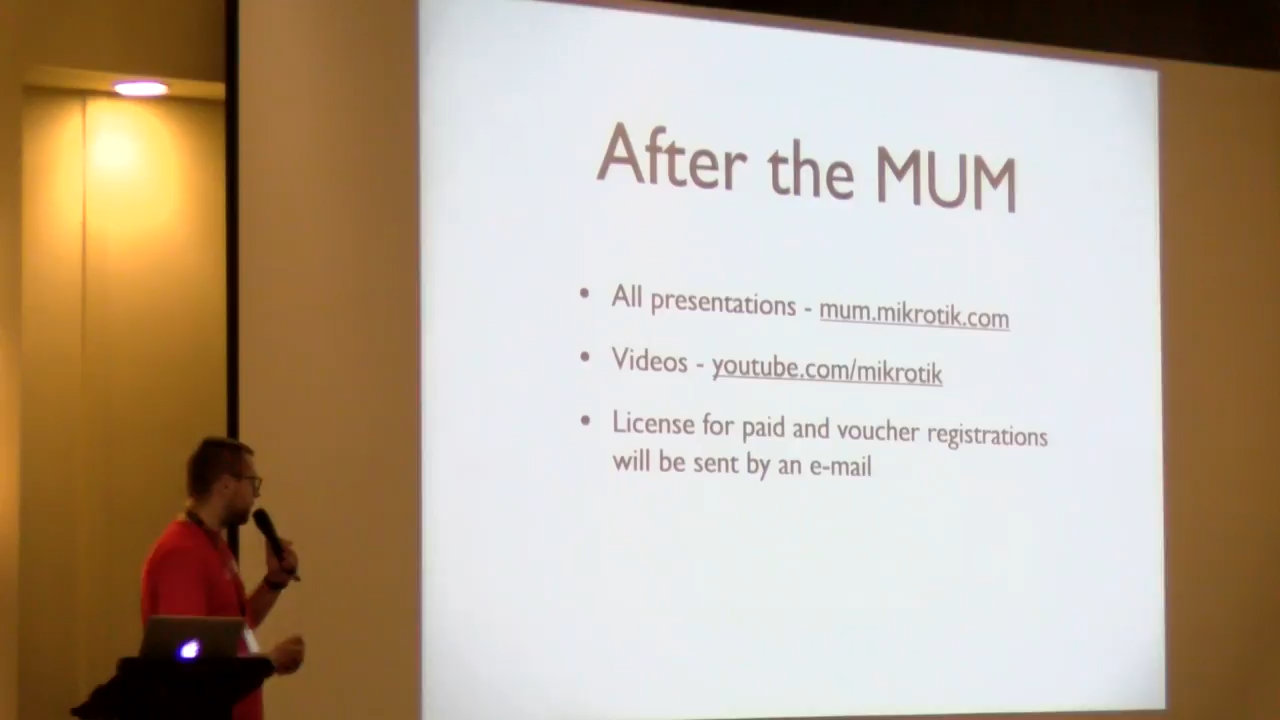 After the MUM
• All presentations - mum.mikrotik.com
• Videos - youtube.com/mikrotik
• License for paid and voucher registrations
will be sent by an e-mail